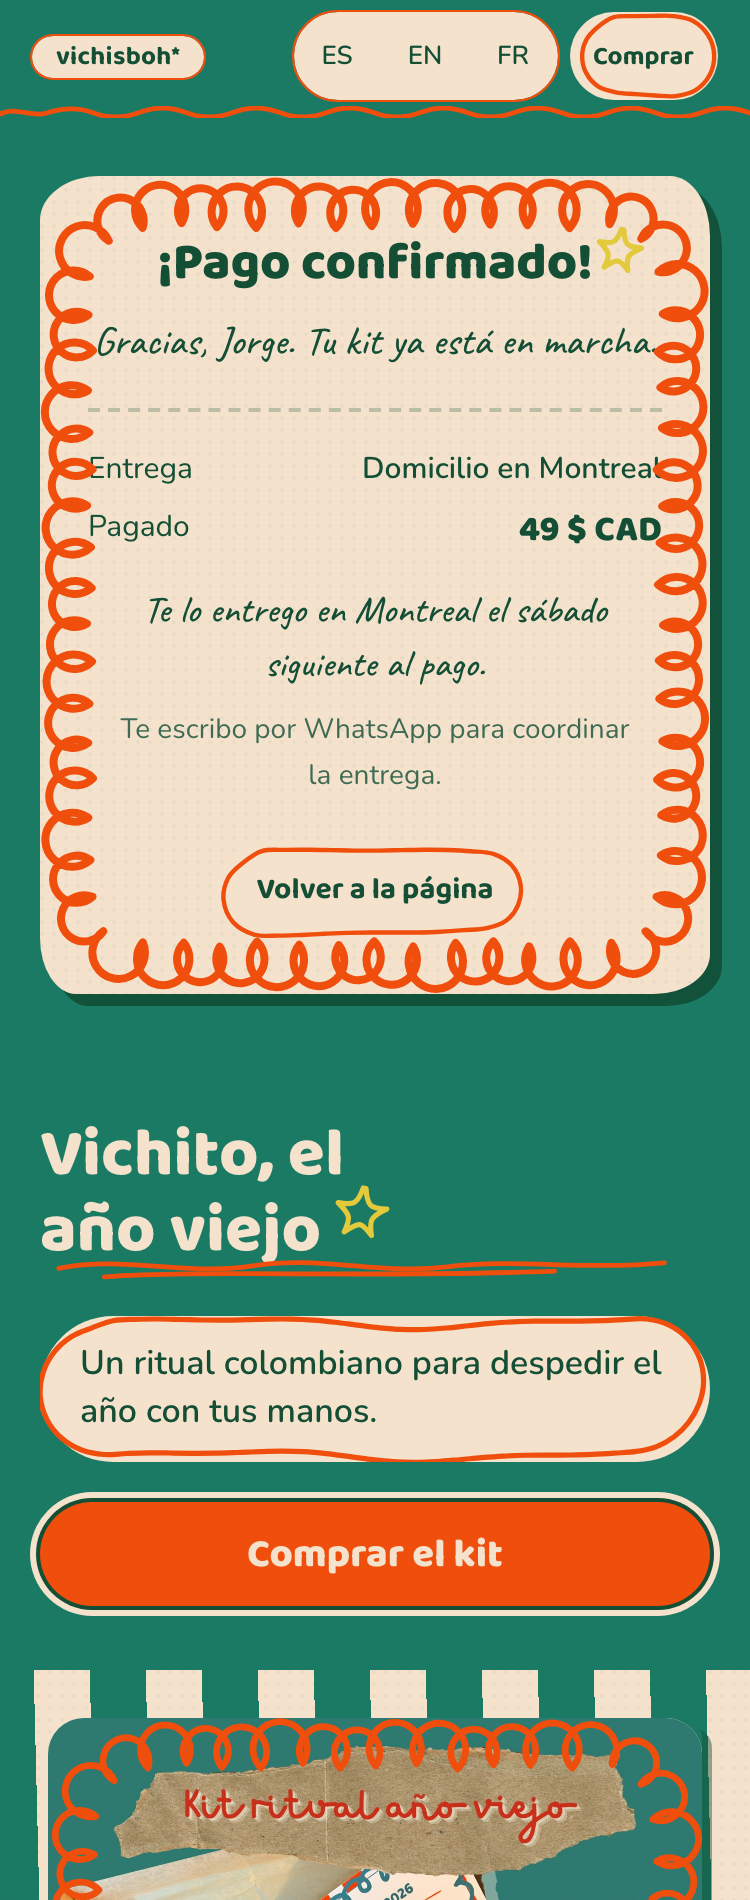 vichisboh*
ES EN FR
Comprar
¡Pago confirmado!
Gracias, Jorge. Tu kit ya está en marcha.
Entrega Domicilio en Montreal
Pagado 49 $ CAD
Te lo entrego en Montreal el sábado
siguiente al pago.
Te escribo por WhatsApp para coordinar
la entrega.
Volver a la página
Vichito, el
año viejo
Un ritual colombiano para despedir el
año con tus manos.
Comprar el kit
Kit ritual año viejo
2026